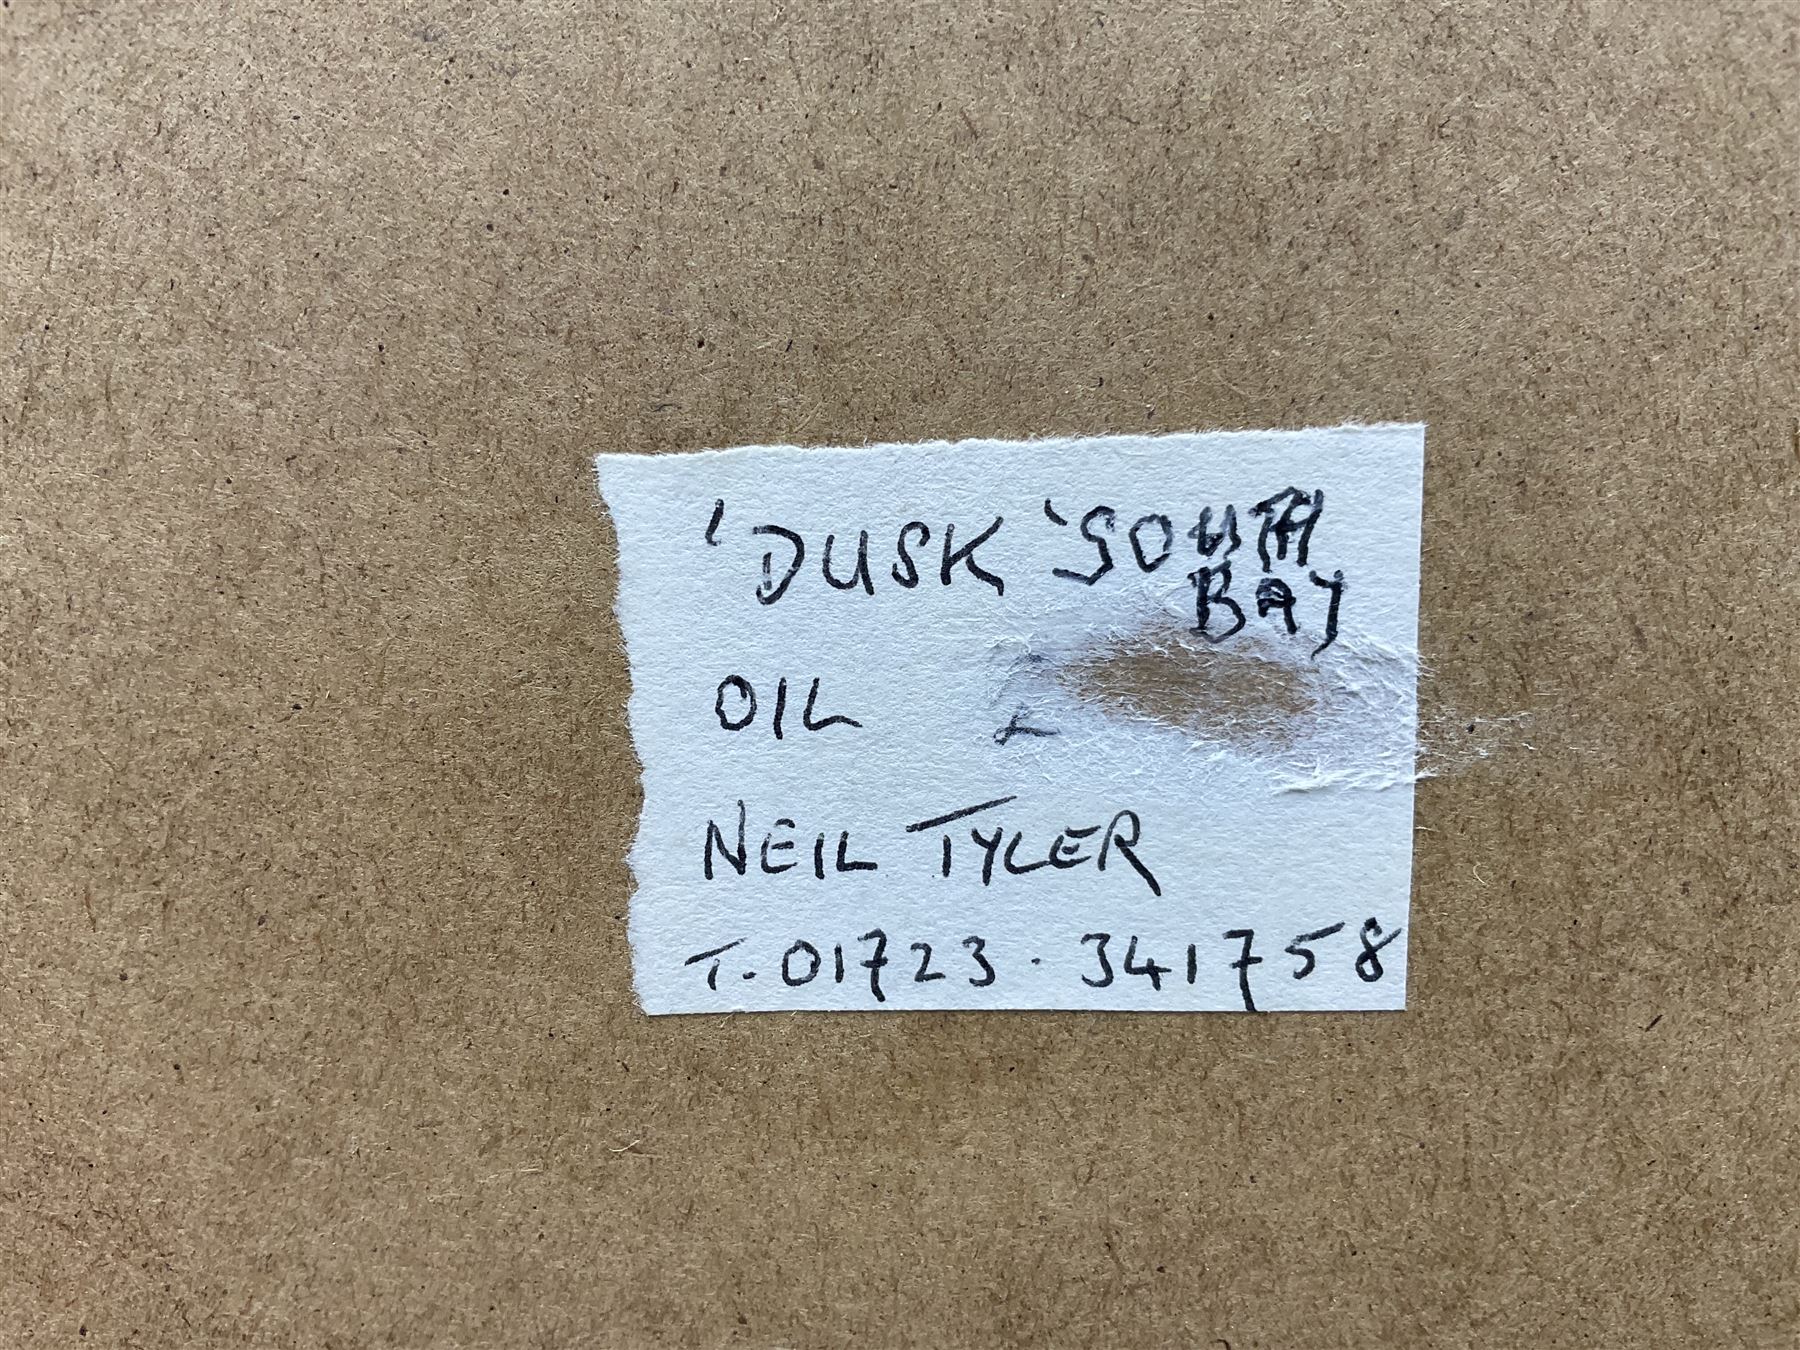 'DUSK' SOUTH
BAY
OIL £
NEIL TYLER
T. 01723 · 341758